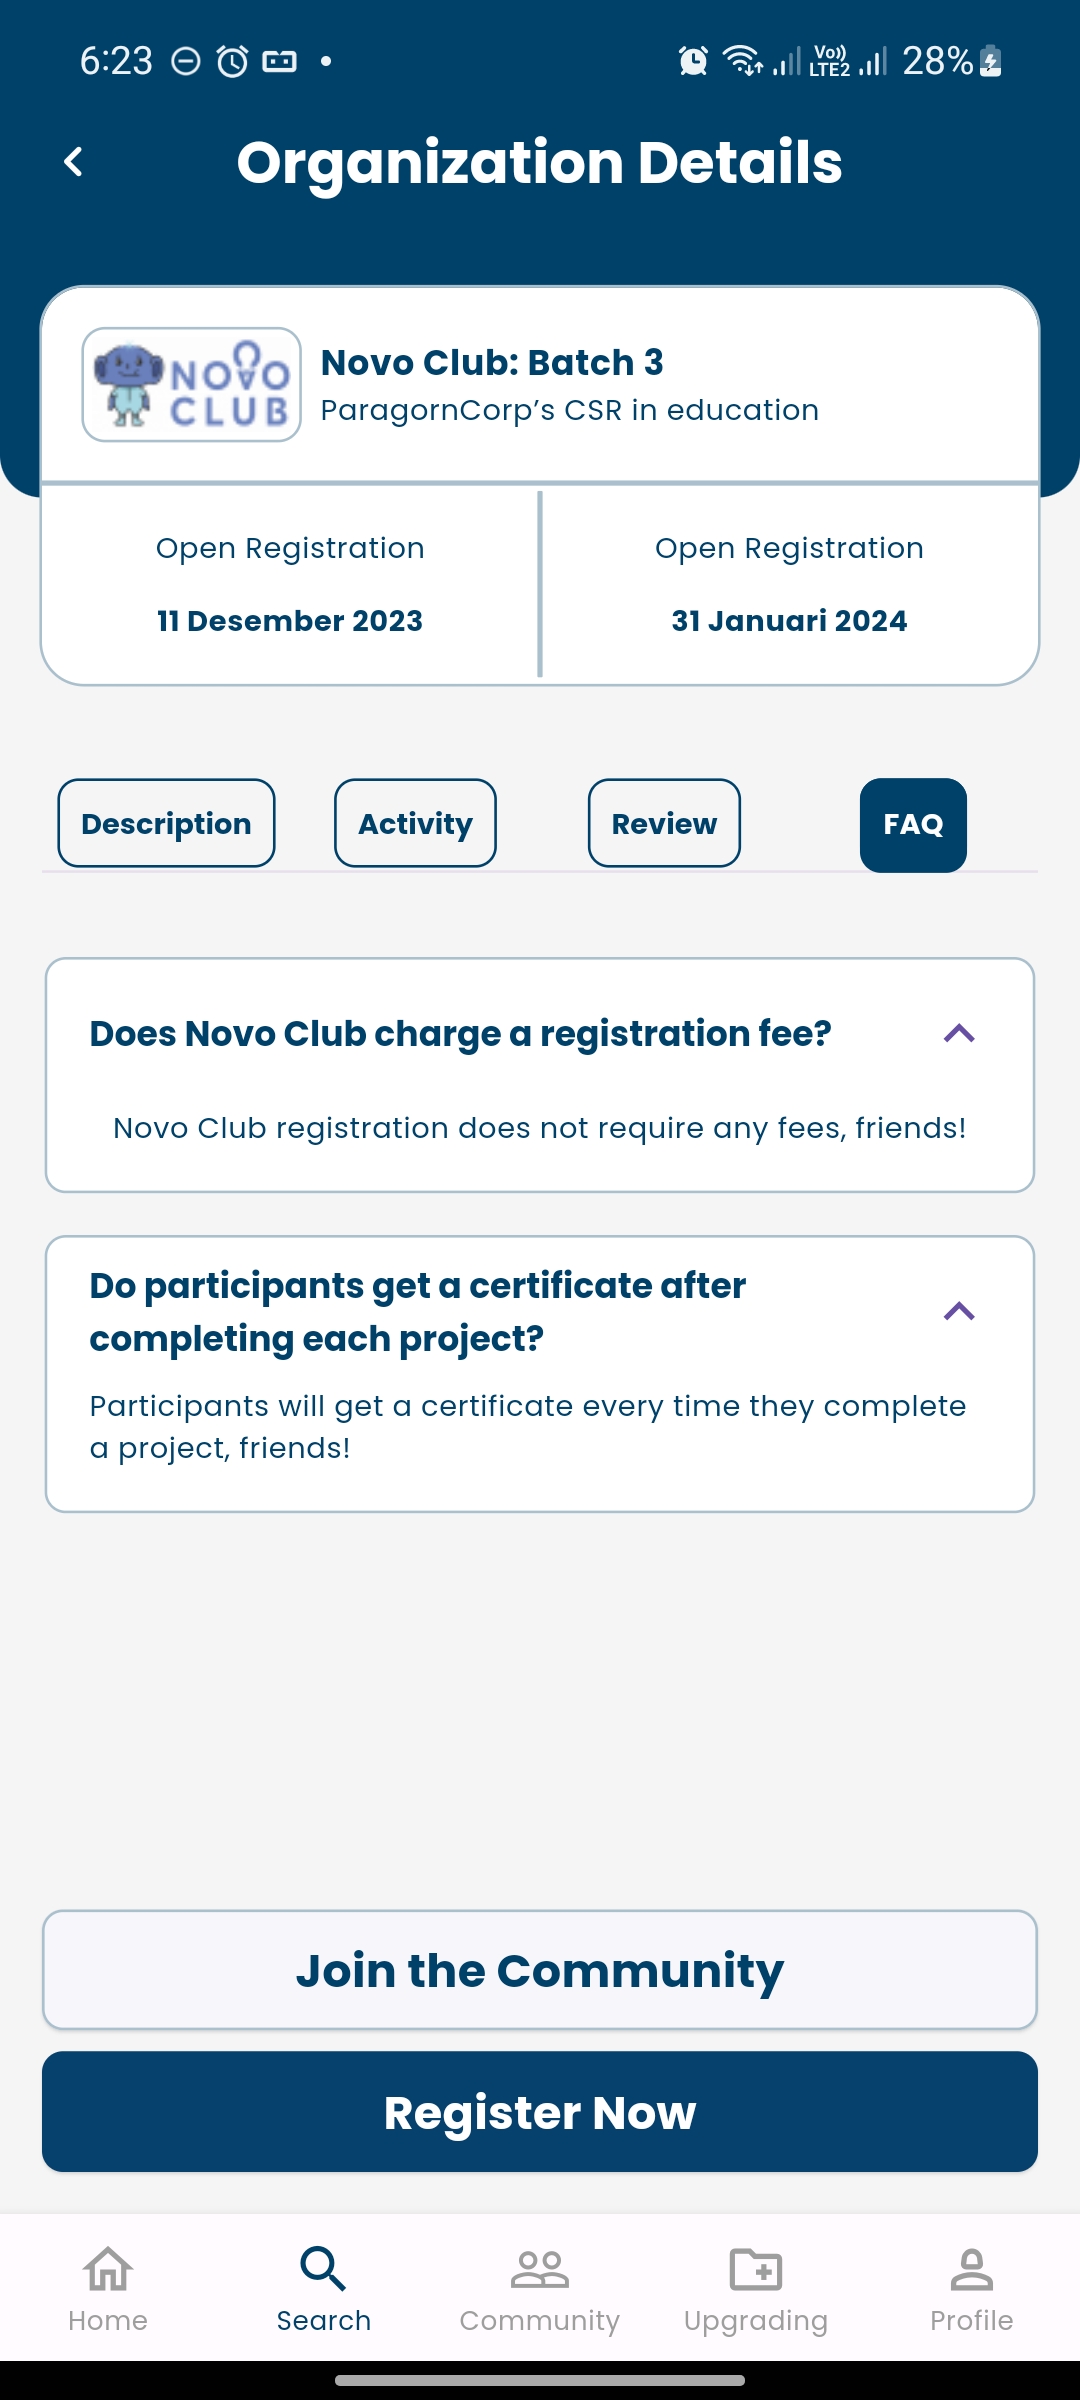 6:23
Vo))
LTE2
28%
Organization Details
NOVO
CLUB
Novo Club: Batch 3
ParagornCorp's CSR in education
Open Registration
11 Desember 2023
Open Registration
31 Januari 2024
Description
Activity
Review
FAQ
Does Novo Club charge a registration fee?
Novo Club registration does not require any fees, friends!
Do participants get a certificate after
completing each project?
Participants will get a certificate every time they complete
a project, friends!
Join the Community
Register Now
Home
Search
Community
Upgrading
Profile